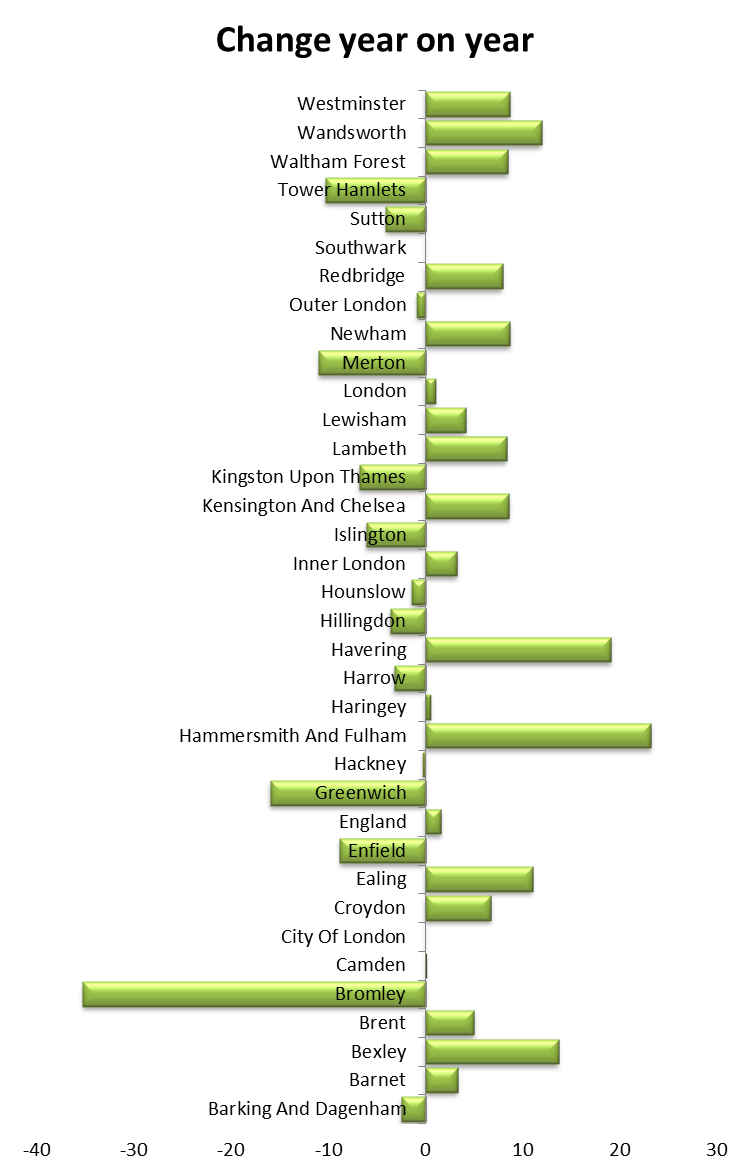 Change year on year
Westminster
Wandsworth
Waltham Forest
Tower Hamlets
Sutton
Southwark
Redbridge
Outer London
Newham
Merton
London
Lewisham
Lambeth
Kingston Upon Thames
Kensington And Chelsea
Islington
Inner London
Hounslow
Hillingdon
Havering
Harrow
Haringey
Hammersmith And Fulham
Hackney
Greenwich
England
Enfield
Ealing
Croydon
City Of London
Camden
Bromley
Brent
Bexley
Barnet
Barking And Dagenham
-40 -30 -20 -10 0 10 20 30